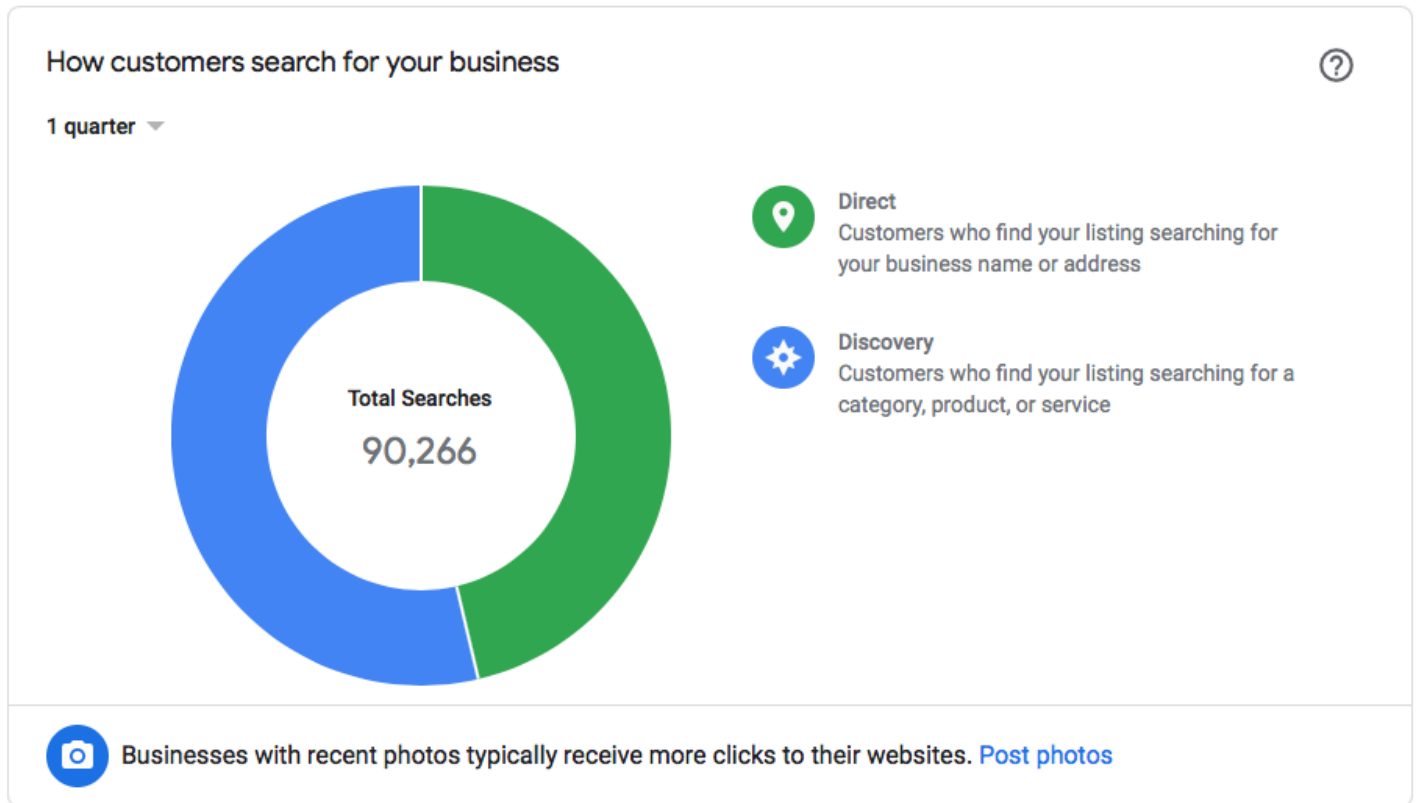 How customers search for your business
1 quarter
Direct
Customers who find your listing searching for
your business name or address
Discovery
Customers who find your listing searching for a
category, product, or service
Total Searches
90,266
Businesses with recent photos typically receive more clicks to their websites. Post photos